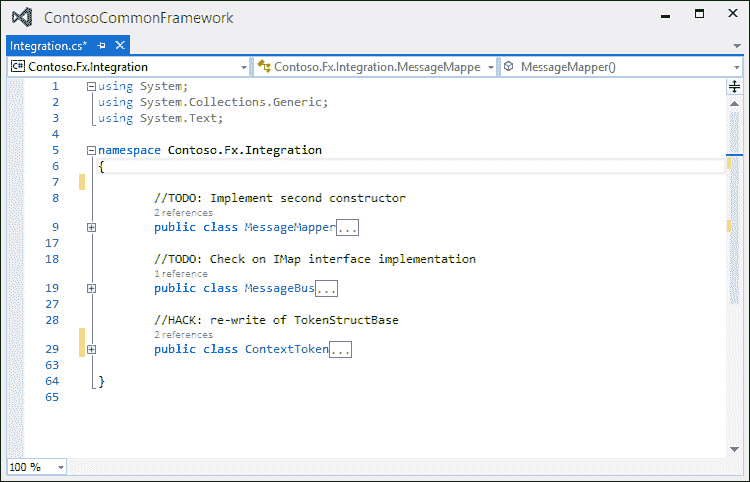 ContosoCommonFramework
Integration.cs*
Contoso.Fx.Integration Contoso.Fx.Integration.MessageMappe MessageMapper()
1 using System;
2 using System.Collections.Generic;
3 using System.Text;
4
5 namespace Contoso.Fx.Integration
6 {
7
8 //TODO: Implement second constructor
2 references
9 public class MessageMapper...
17
18 //TODO: Check on IMap interface implementation
1 reference
19 public class MessageBus...
27
28 //HACK: re-write of TokenStructBase
2 references
29 public class ContextToken...
63
64 }
65
100 %